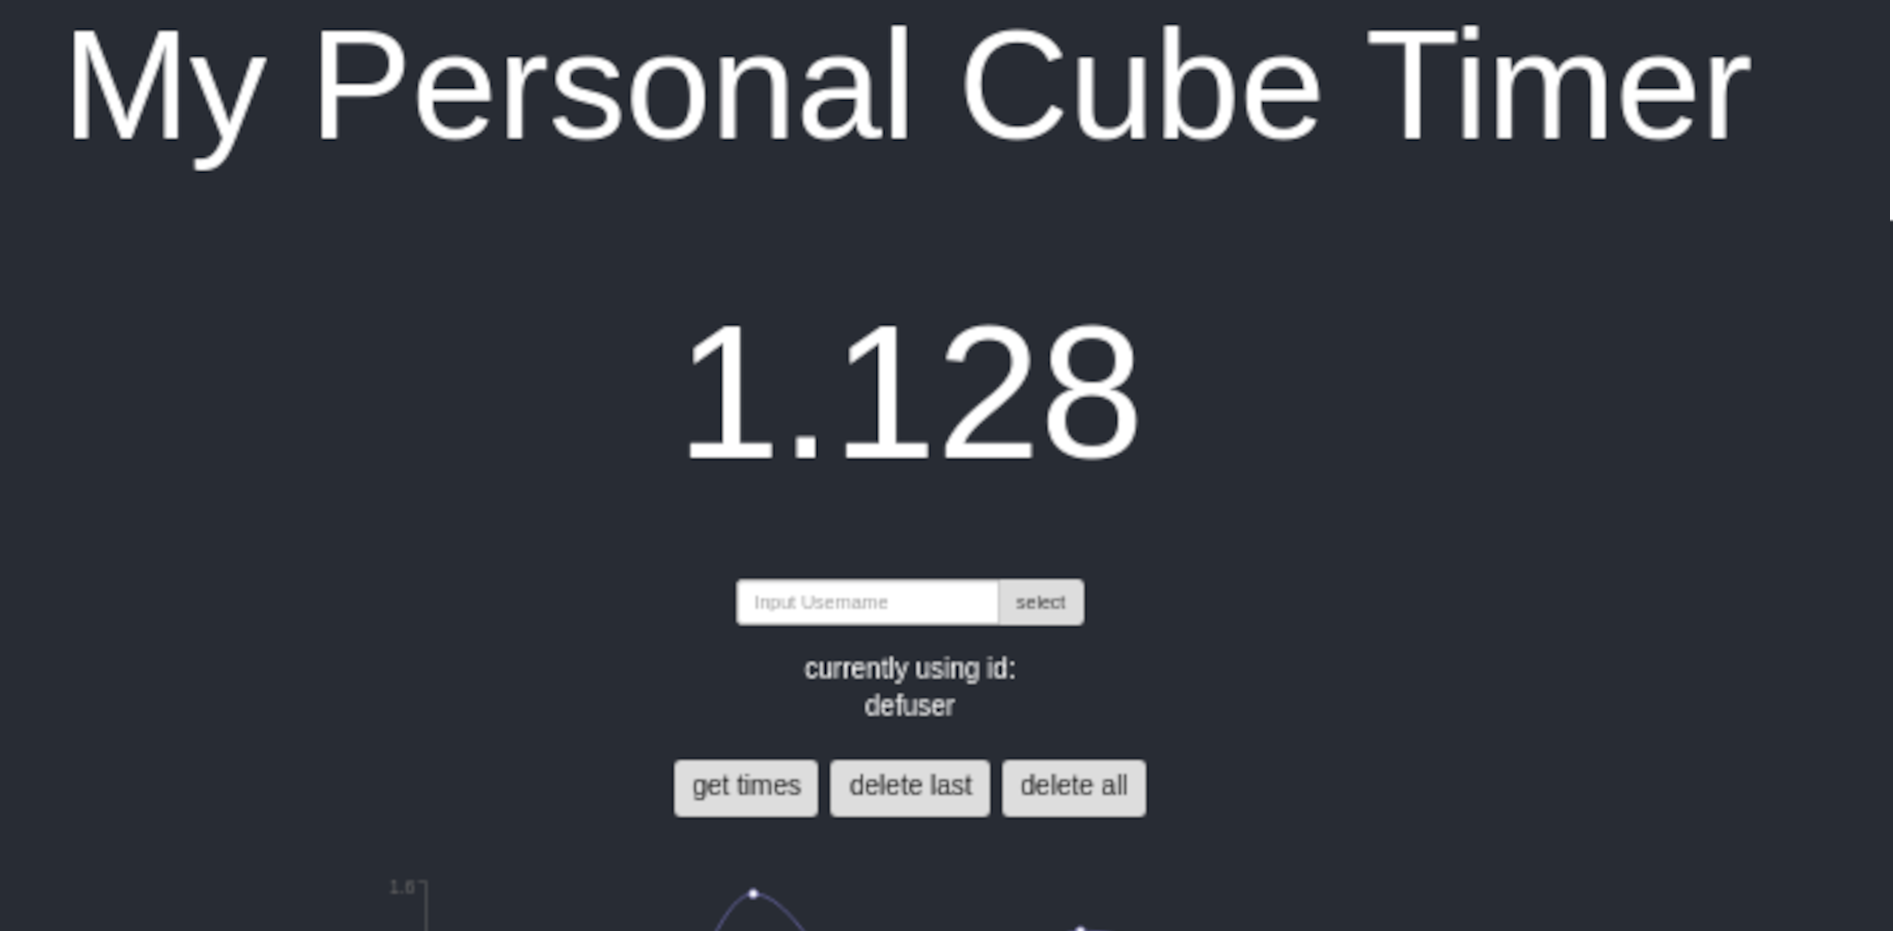 My Personal Cube Timer
1.128
Input Username select
currently using id:
defuser
get times delete last delete all
1.6